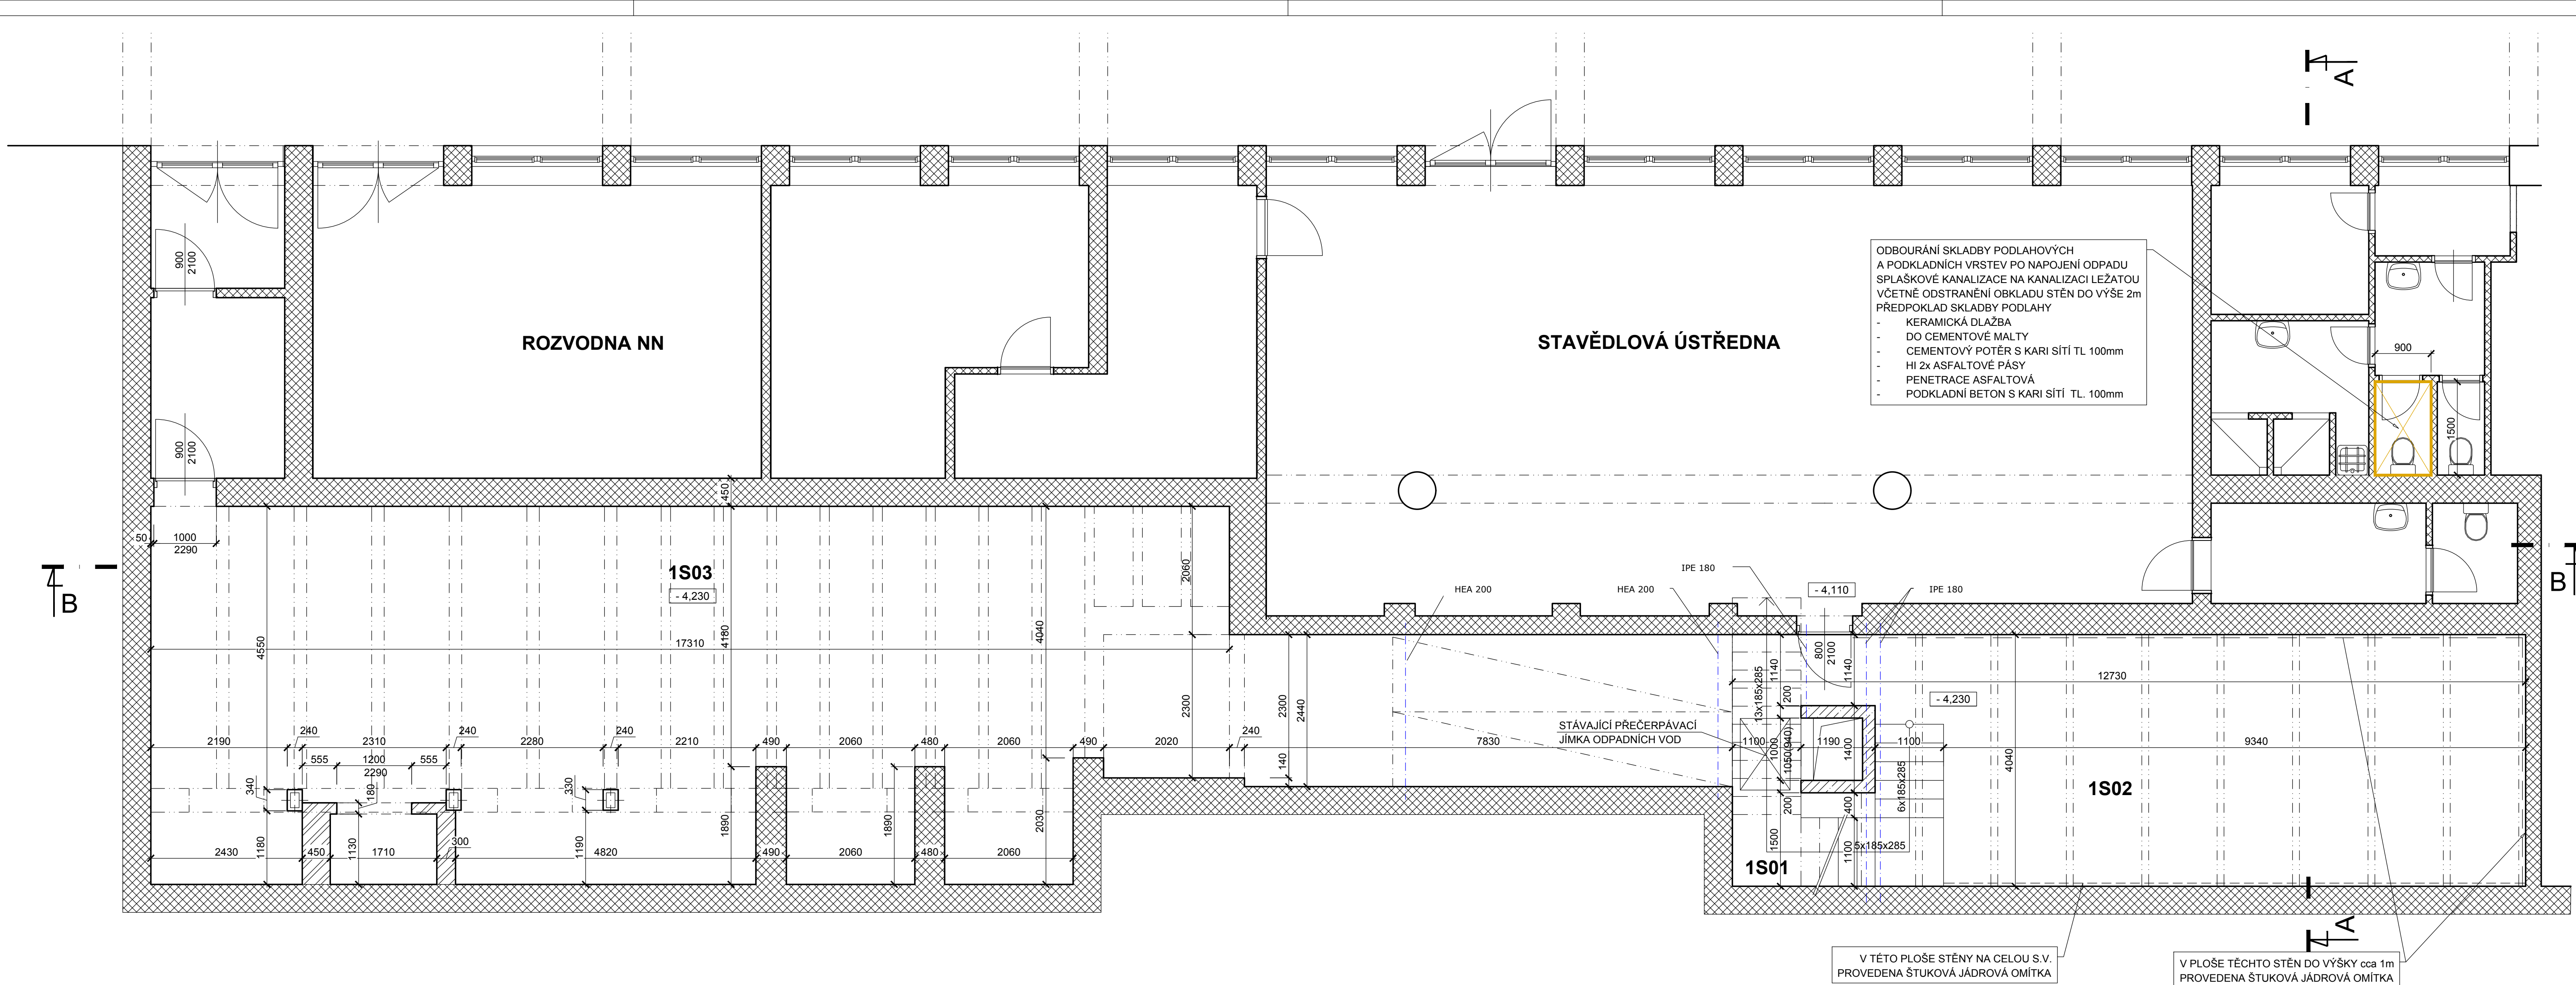 A
900
2100
ROZVODNA NN
STAVĚDLOVÁ ÚSTŘEDNA
ODBOURÁNÍ SKLADBY PODLAHOVÝCH
A PODKLADNÍCH VRSTEV PO NAPOJENÍ ODPADU
SPLAŠKOVÉ KANALIZACE NA KANALIZACI LEŽATOU
VČETNĚ ODSTRANĚNÍ OBKLADU STĚN DO VÝŠE 2m
PŘEDPOKLAD SKLADBY PODLAHY
- KERAMICKÁ DLAŽBA
- DO CEMENTOVÉ MALTY
- CEMENTOVÝ POTĚR S KARI SÍTÍ TL 100mm
- HI 2x ASFALTOVÉ PÁSY
- PENETRACE ASFALTOVÁ
- PODKLADNÍ BETON S KARI SÍTÍ TL. 100mm
900
1500
900
2100
450
50
1000
2290
B
1S03
- 4,230
4550
17310
4180
4040
2060
2300
HEA 200
HEA 200
IPE 180
- 4,110
IPE 180
B
800
2100
1140
1140
13x185x285
200
12730
- 4,230
2300
2440
140
STÁVAJÍCÍ PŘEČERPÁVACÍ
JÍMKA ODPADNÍCH VOD
2190
240
2310
240
2280
240
2210
490
2060
480
2060
490
2020
240
7830
1100
1000
1050(940)
1190
1400
1100
9340
4040
555
1200
2290
555
340
180
330
1180
1130
1190
1890
1890
2030
200
400
6x185x285
1S02
2430
450
1710
300
4820
490
2060
480
2060
1500
1100
5x185x285
1S01
V TÉTO PLOŠE STĚNY NA CELOU S.V.
PROVEDENA ŠTUKOVÁ JÁDROVÁ OMÍTKA
A
V PLOŠE TĚCHTO STĚN DO VÝŠKY cca 1m
PROVEDENA ŠTUKOVÁ JÁDROVÁ OMÍTKA